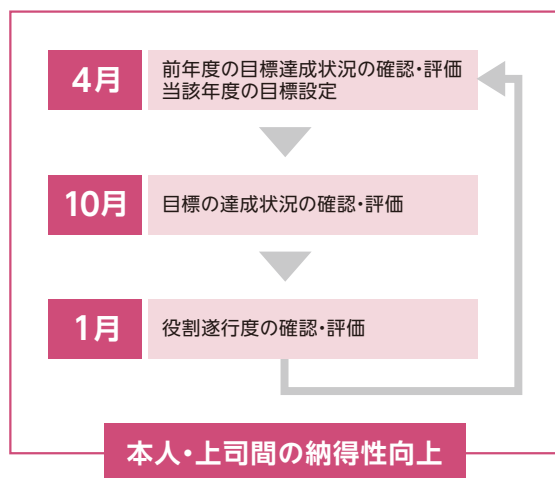 4月
前年度の目標達成状況の確認・評価
当該年度の目標設定
10月
目標の達成状況の確認・評価
1月
役割遂行度の確認・評価
本人・上司間の納得性向上